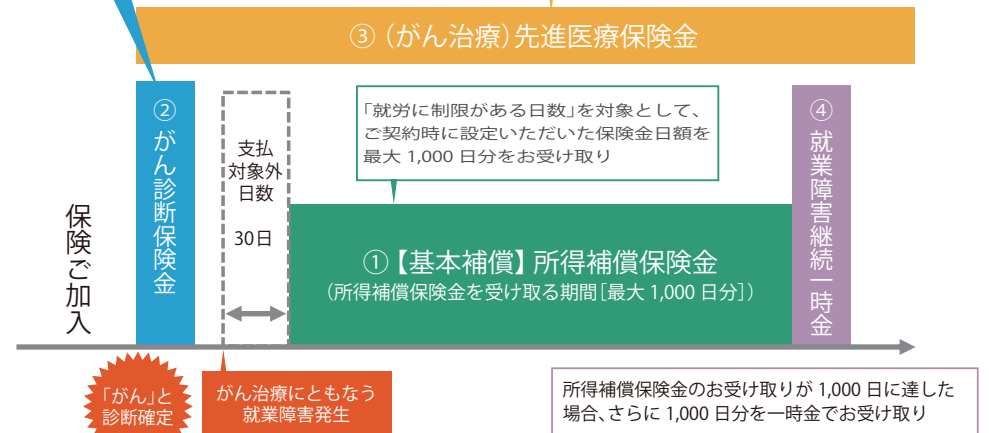 ③(がん治療)先進医療保険金
②がん診断保険金
支払
対象外
日数
30日
「就労に制限がある日数」を対象として、
ご契約時に設定いただいた保険金日額を
最大 1,000 日分をお受け取り
④就業障害継続一時金
保険ご加入
①【基本補償】所得補償保険金
(所得補償保険金を受け取る期間[最大 1,000 日分])
「がん」と
診断確定
がん治療にともなう
就業障害発生
所得補償保険金のお受け取りが 1,000 日に達した
場合、さらに 1,000 日分を一時金でお受け取り